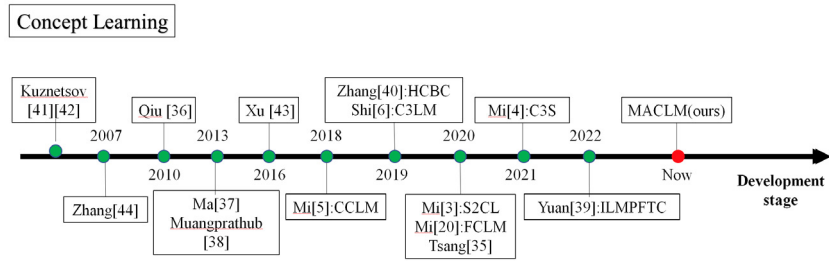 Concept Learning
Kuznetsov
[41][42]
Qiu [36]
Xu [43]
Zhang[40]:HCBC
Shi[6]:C3LM
Mi[4]:C3S
MACLM(ours)
2007
2013
2018
2020
2022
2010
2016
2019
2021
Now
Development
stage
Zhang[44]
Ma[37]
Muangprathub
[38]
Mi[5]:CCLM
Mi[3]:S2CL
Mi[20]:FCLM
Tsang[35]
Yuan[39]:ILMPFTC